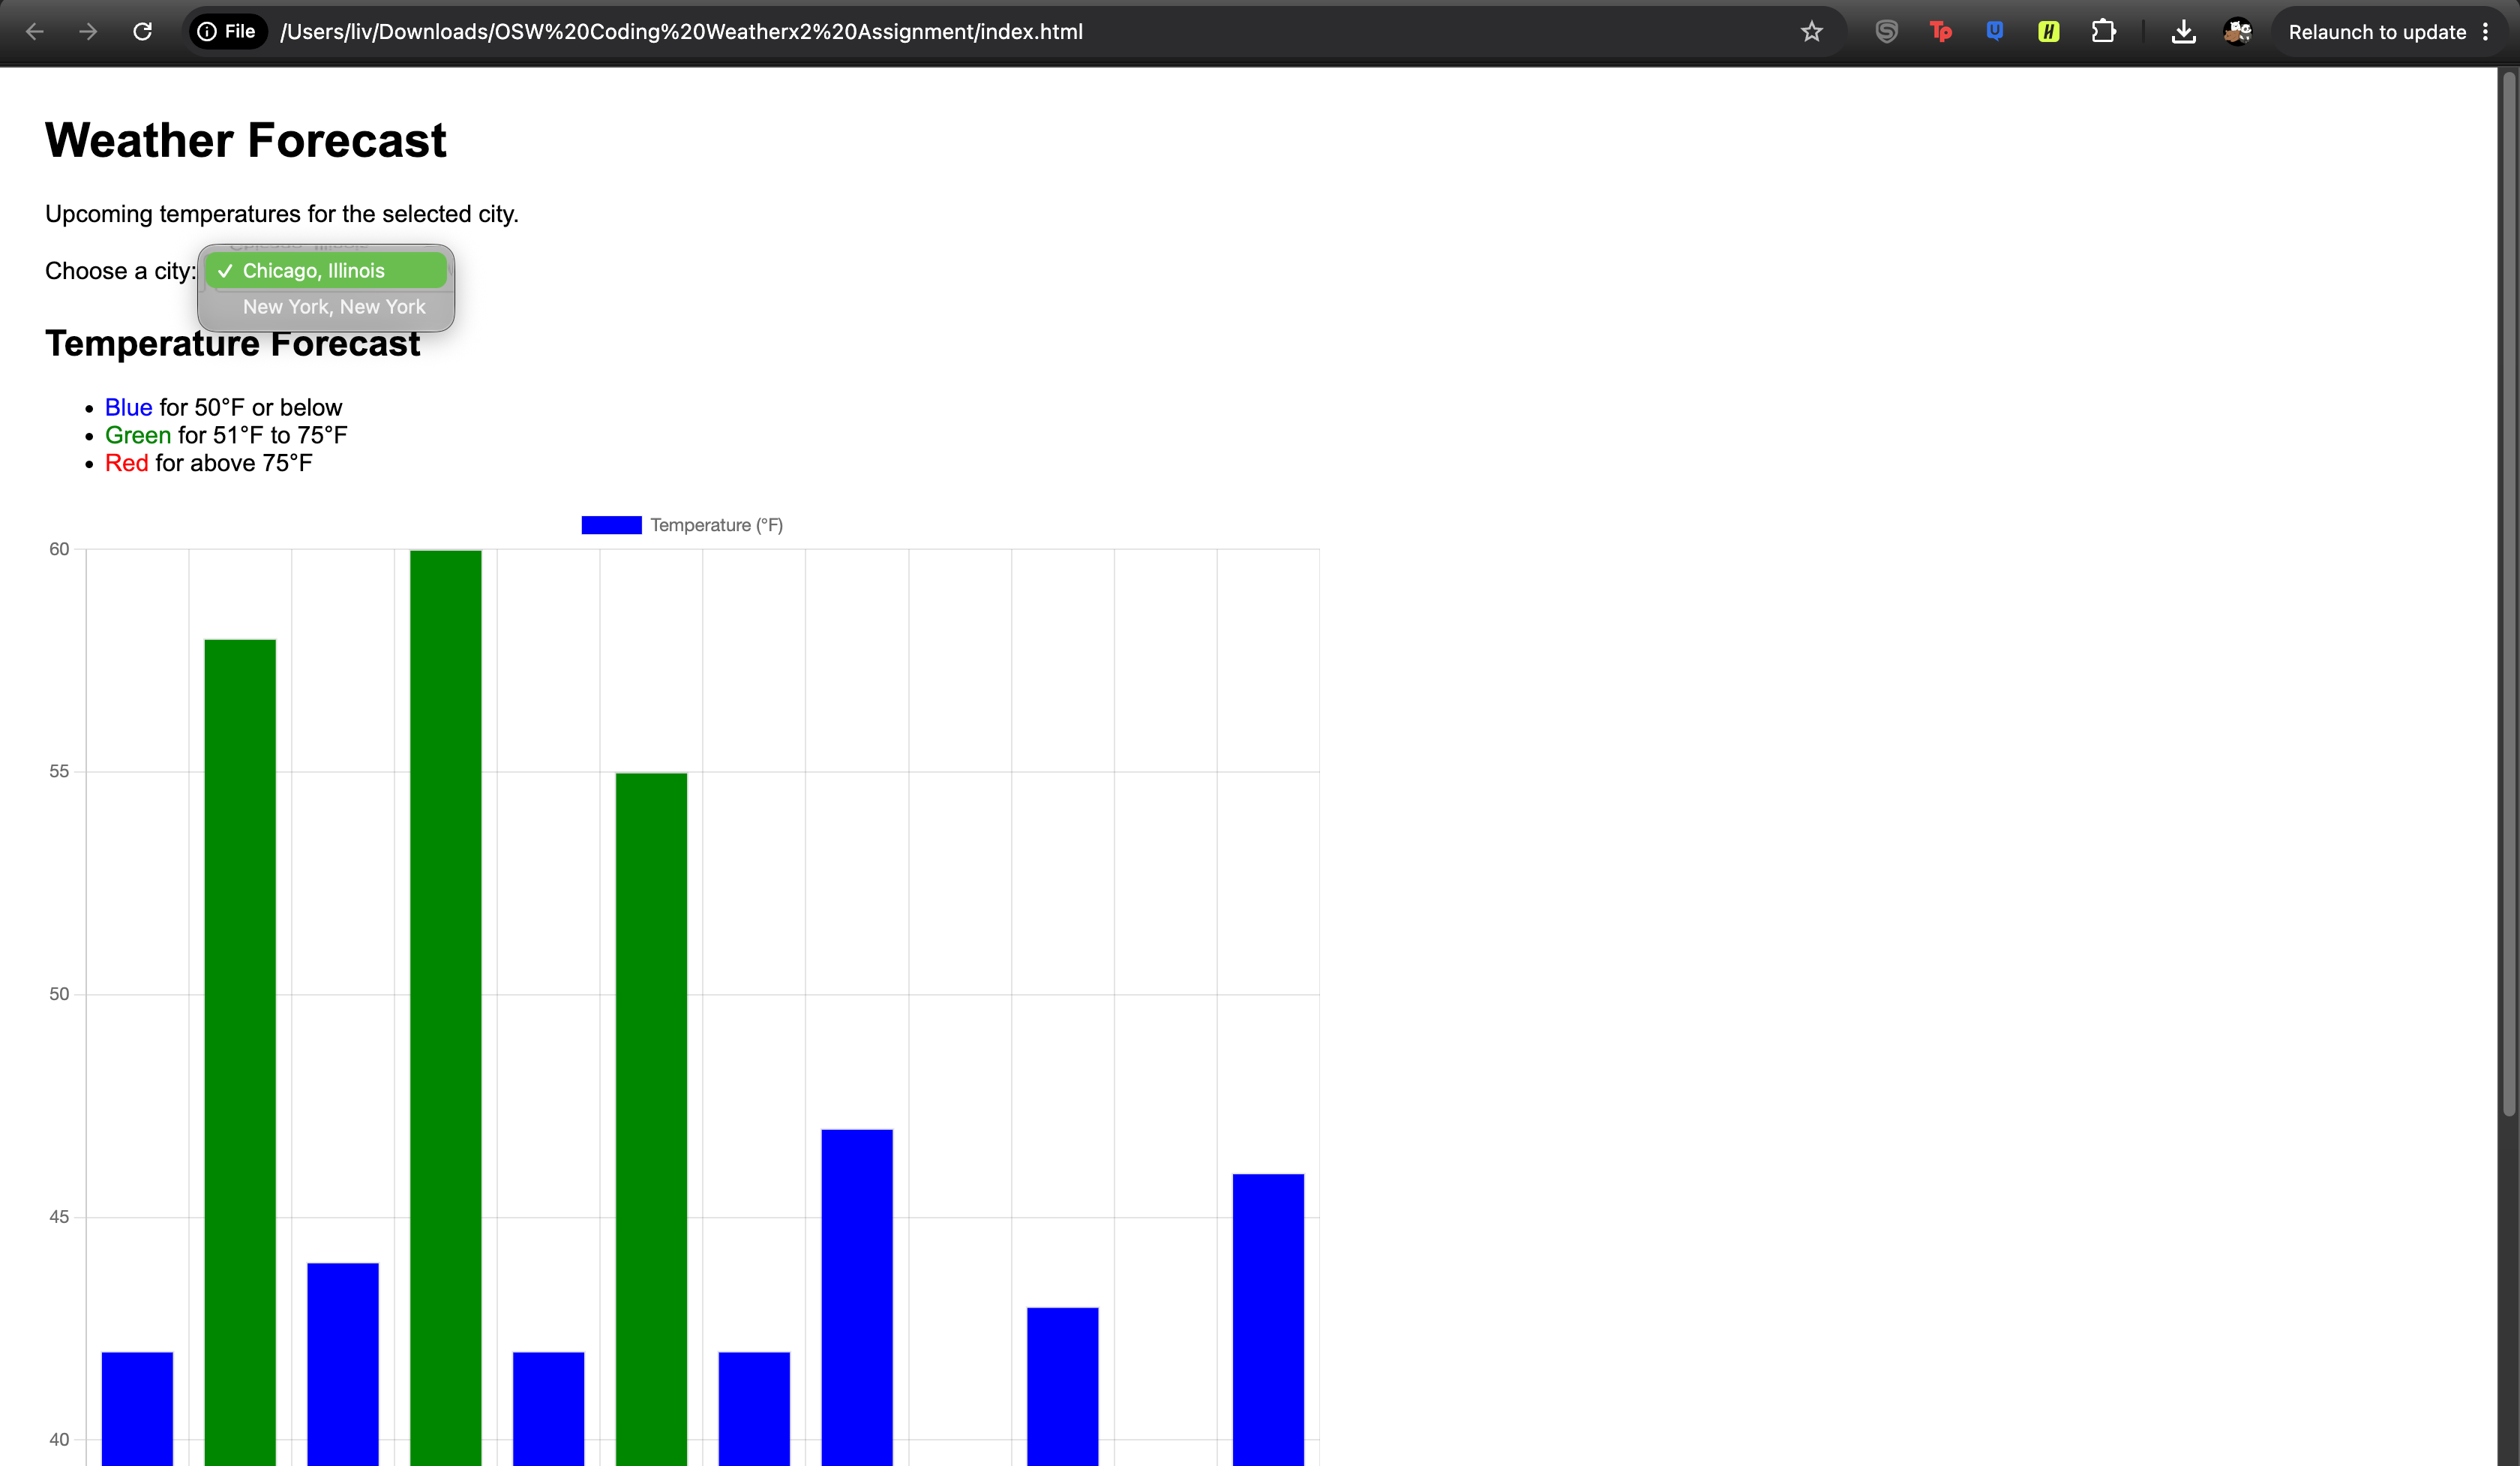 File /Users/liv/Downloads/OSW%20Coding%20Weatherx2%20Assignment/index.html Tp U H Relaunch to update
Weather Forecast
Upcoming temperatures for the selected city.
Choose a city: ✓ Chicago, Illinois
New York, New York
Temperature Forecast
• Blue for 50°F or below
• Green for 51°F to 75°F
• Red for above 75°F
Temperature (°F)
60
55
50
45
40